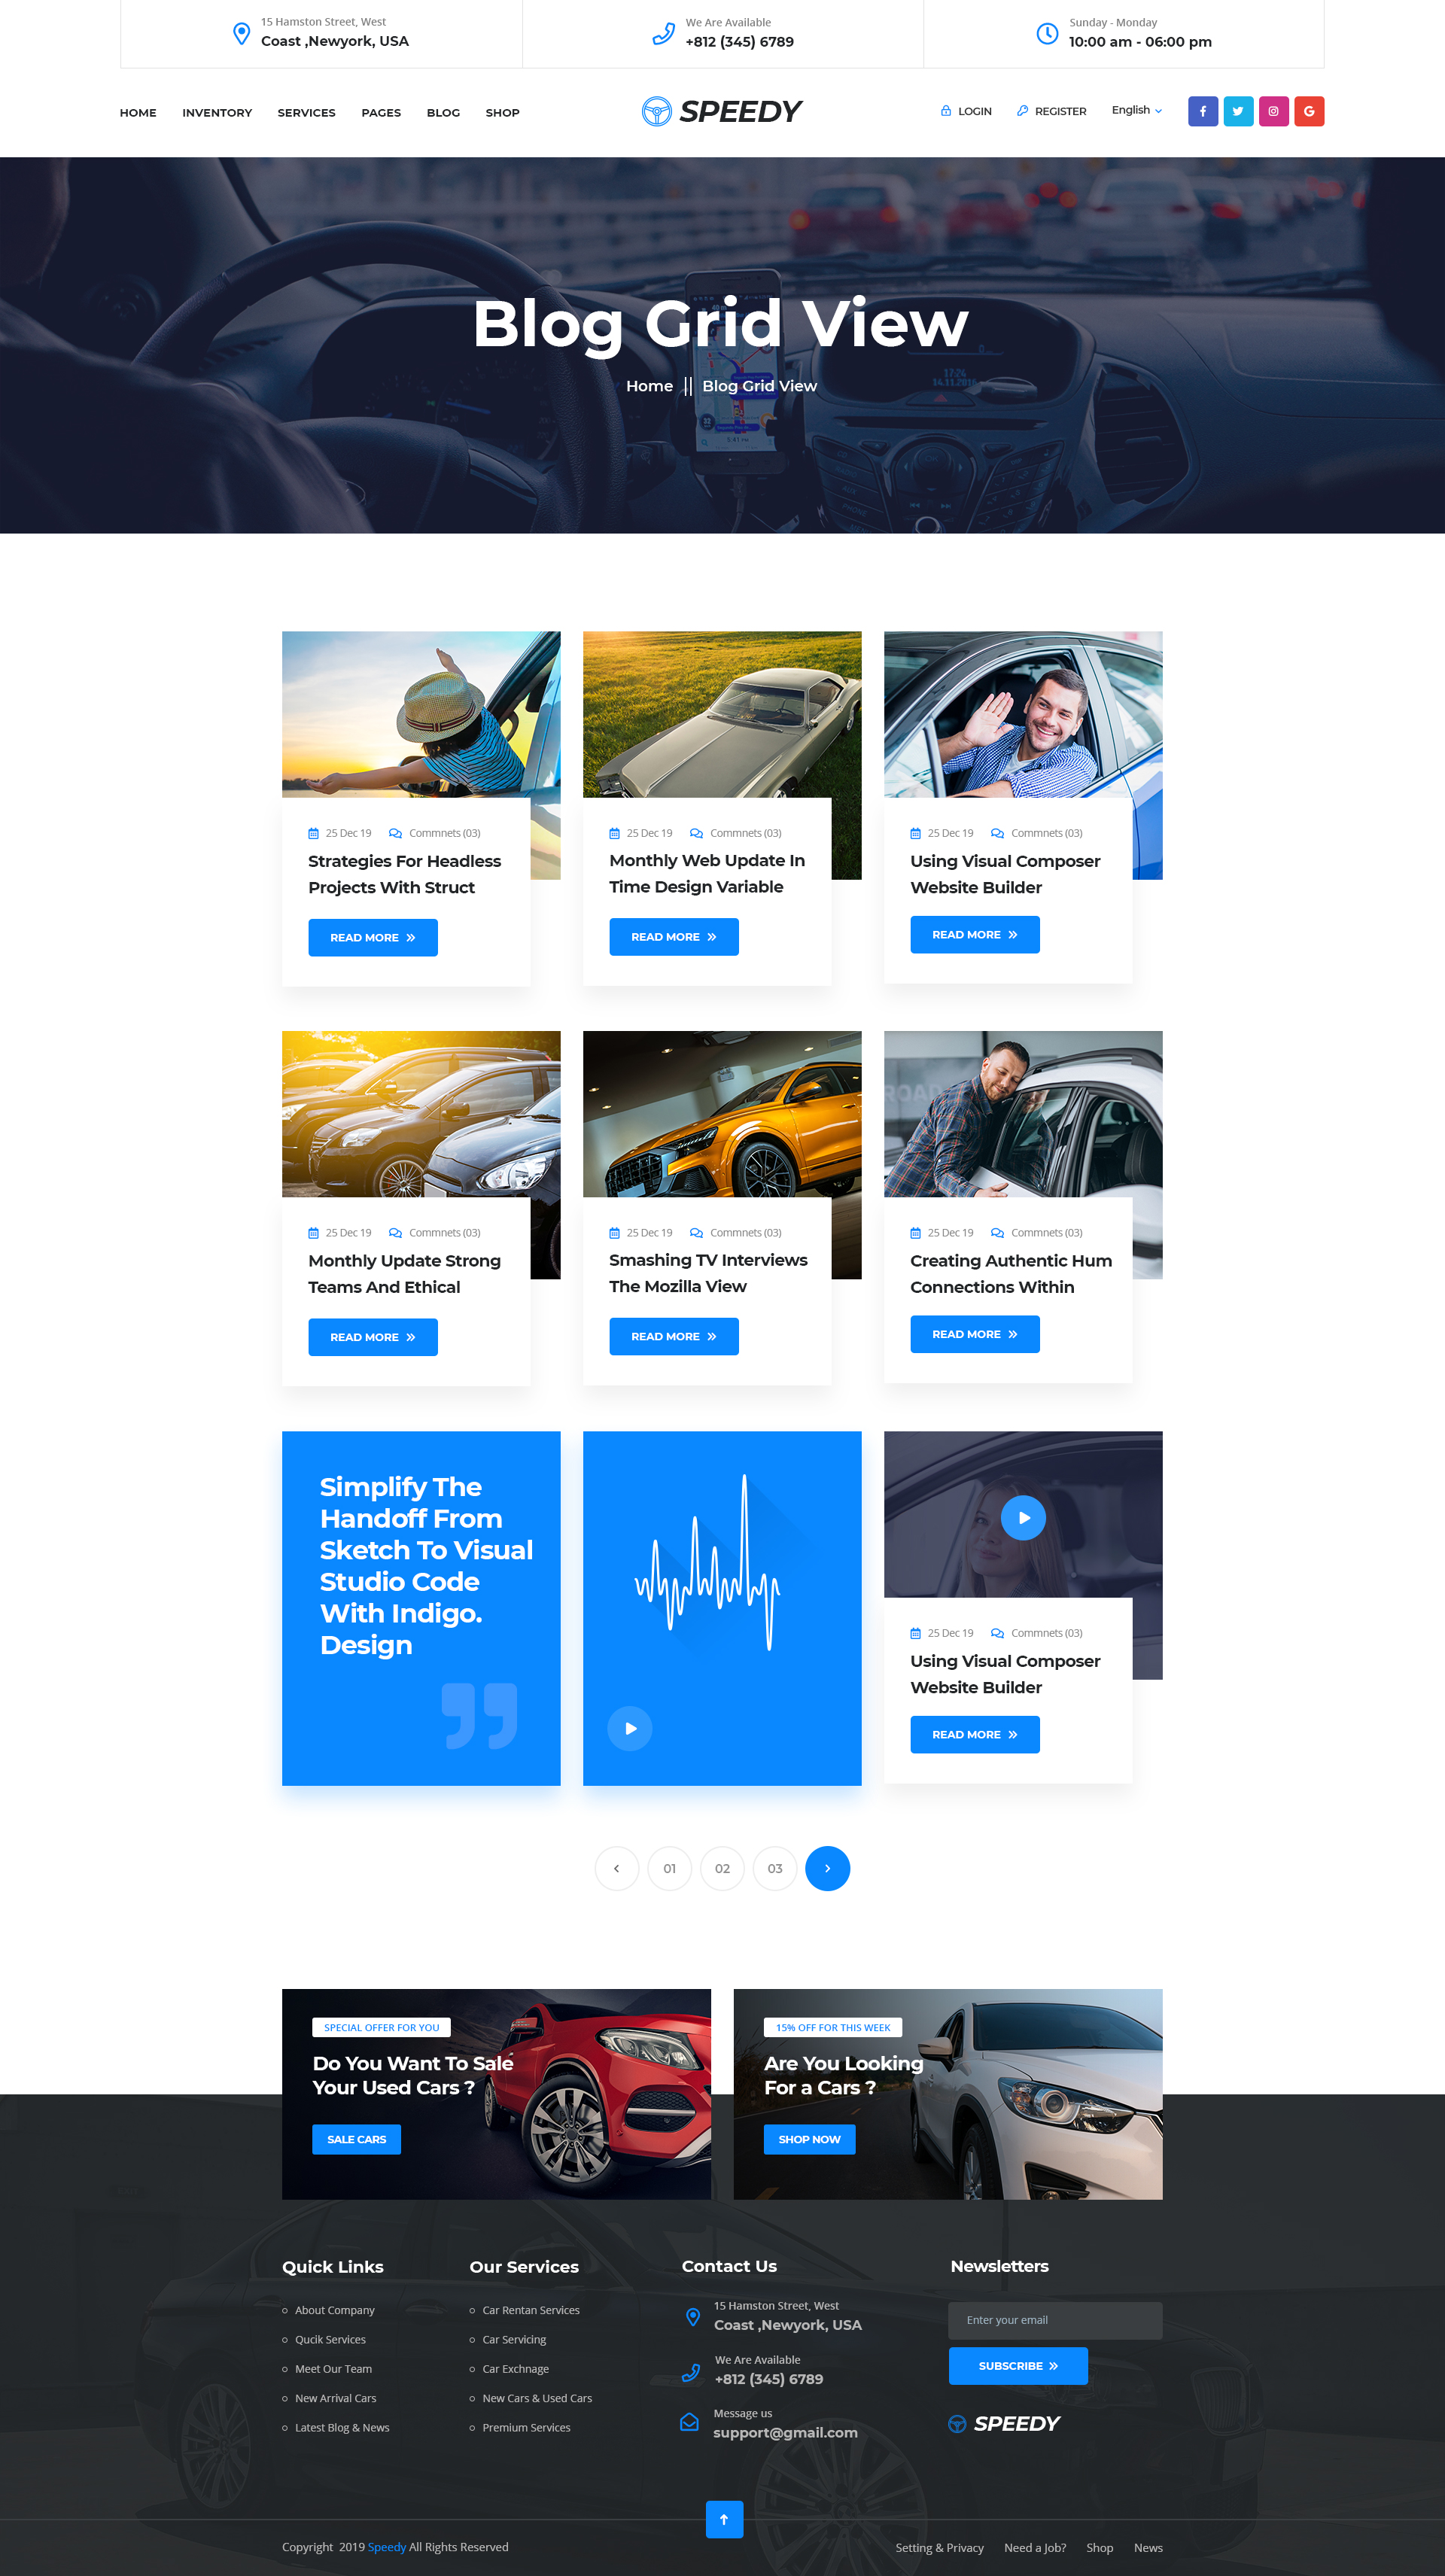 15 Hamston Street, West
Coast ,Newyork, USA
We Are Available
+812 (345) 6789
Sunday - Monday
10:00 am - 06:00 pm
HOME INVENTORY SERVICES PAGES BLOG SHOP
SPEEDY
LOGIN REGISTER English
Blog Grid View
Home || Blog Grid View
25 Dec 19 Commnets (03)
Strategies For Headless
Projects With Struct
READ MORE
25 Dec 19 Commnets (03)
Monthly Web Update In
Time Design Variable
READ MORE
25 Dec 19 Commnets (03)
Using Visual Composer
Website Builder
READ MORE
25 Dec 19 Commnets (03)
Monthly Update Strong
Teams And Ethical
READ MORE
25 Dec 19 Commnets (03)
Smashing TV Interviews
The Mozilla View
READ MORE
25 Dec 19 Commnets (03)
Creating Authentic Hum
Connections Within
READ MORE
Simplify The
Handoff From
Sketch To Visual
Studio Code
With Indigo.
Design
25 Dec 19 Commnets (03)
Using Visual Composer
Website Builder
READ MORE
01 02 03
SPECIAL OFFER FOR YOU
Do You Want To Sale
Your Used Cars ?
SALE CARS
15% OFF FOR THIS WEEK
Are You Looking
For a Cars ?
SHOP NOW
Quick Links
About Company
Qucik Services
Meet Our Team
New Arrival Cars
Latest Blog & News
Our Services
Car Rentan Services
Car Servicing
Car Exchnage
New Cars & Used Cars
Premium Services
Contact Us
15 Hamston Street, West
Coast ,Newyork, USA
We Are Available
+812 (345) 6789
Message us
support@gmail.com
Newsletters
Enter your email
SUBSCRIBE
SPEEDY
Copyright 2019 Speedy All Rights Reserved
Setting & Privacy Need a Job? Shop News